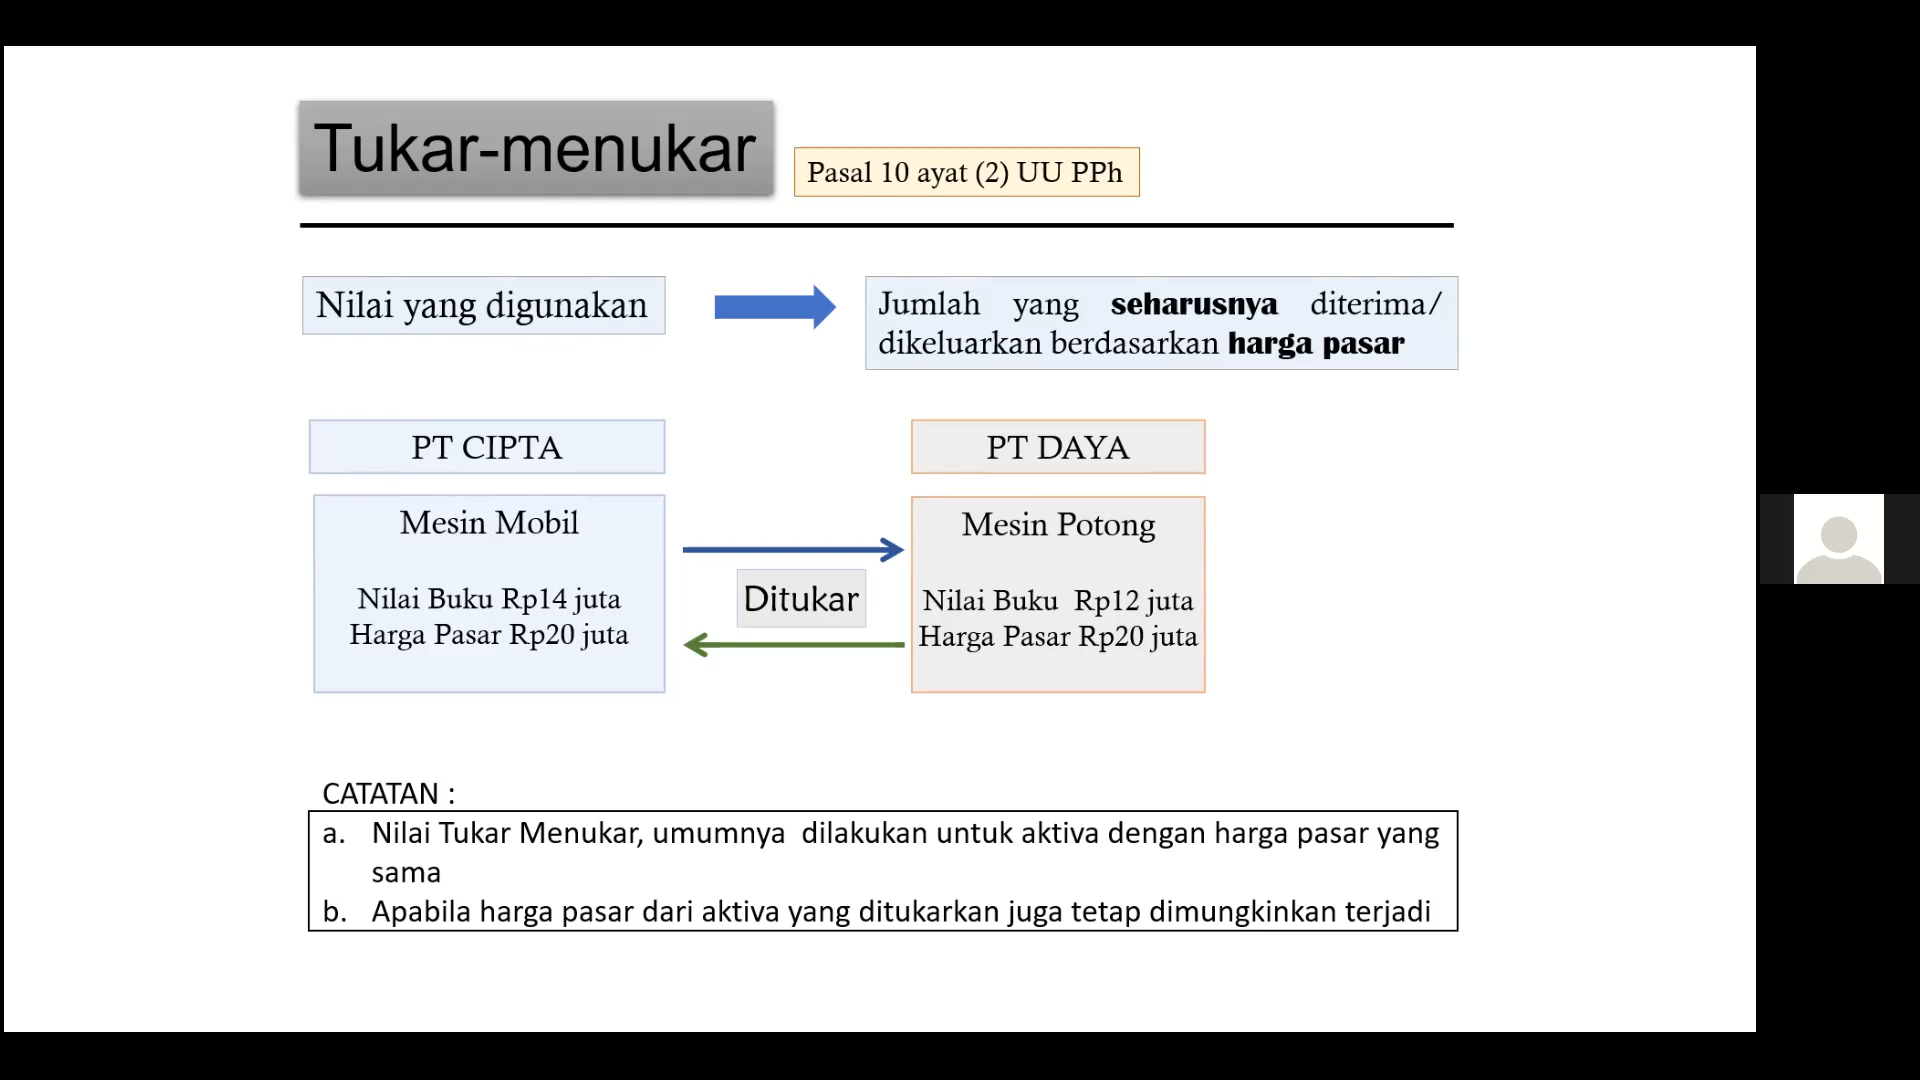 Tukar-menukar
Pasal 10 ayat (2) UU PPh
Nilai yang digunakan
Jumlah yang seharusnya diterima/
dikeluarkan berdasarkan harga pasar
PT CIPTA
PT DAYA
Mesin Mobil
Nilai Buku Rp14 juta
Harga Pasar Rp20 juta
Ditukar
Mesin Potong
Nilai Buku Rp12 juta
Harga Pasar Rp20 juta
CATATAN :
a. Nilai Tukar Menukar, umumnya dilakukan untuk aktiva dengan harga pasar yang
sama
b. Apabila harga pasar dari aktiva yang ditukarkan juga tetap dimungkinkan terjadi